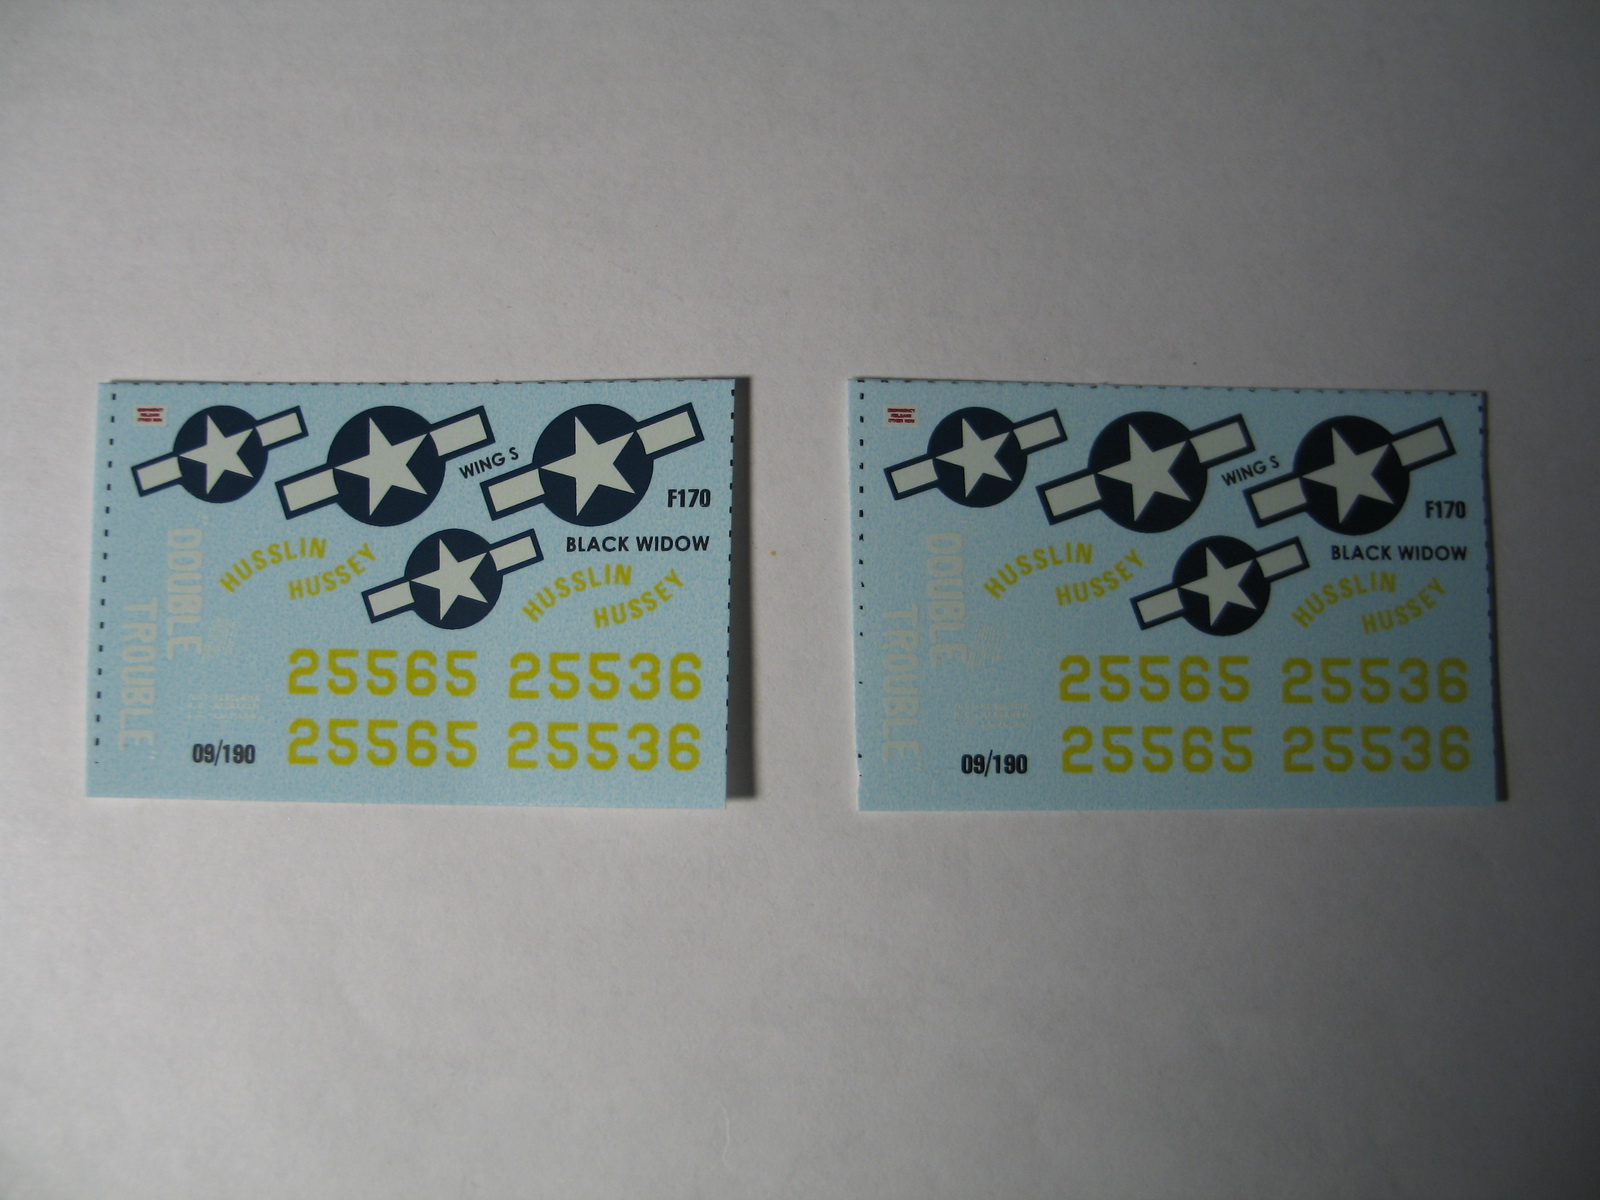 WING S
F170
BLACK WIDOW
HUSSLIN
HUSSEY
HUSSLIN
HUSSEY
"DOUBLE
TROUBLE"
25565 25536
25565 25536
09/190
WING S
F170
BLACK WIDOW
HUSSLIN
HUSSEY
HUSSLIN
HUSSEY
DOUBLE
TROUBLE
25565 25536
25565 25536
09/190